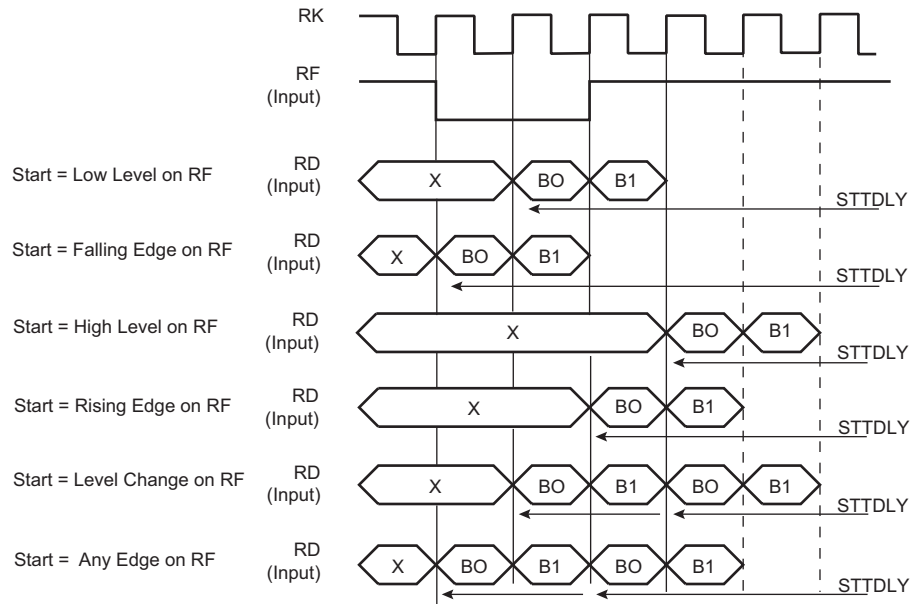 RK
RF
(Input)
Start = Low Level on RF
RD
(Input)
X
BO
B1
STTDLY
Start = Falling Edge on RF
RD
(Input)
X
BO
B1
STTDLY
Start = High Level on RF
RD
(Input)
X
BO
B1
STTDLY
Start = Rising Edge on RF
RD
(Input)
X
BO
B1
STTDLY
Start = Level Change on RF
RD
(Input)
X
BO
B1
BO
B1
STTDLY
Start = Any Edge on RF
RD
(Input)
X
BO
B1
BO
B1
STTDLY